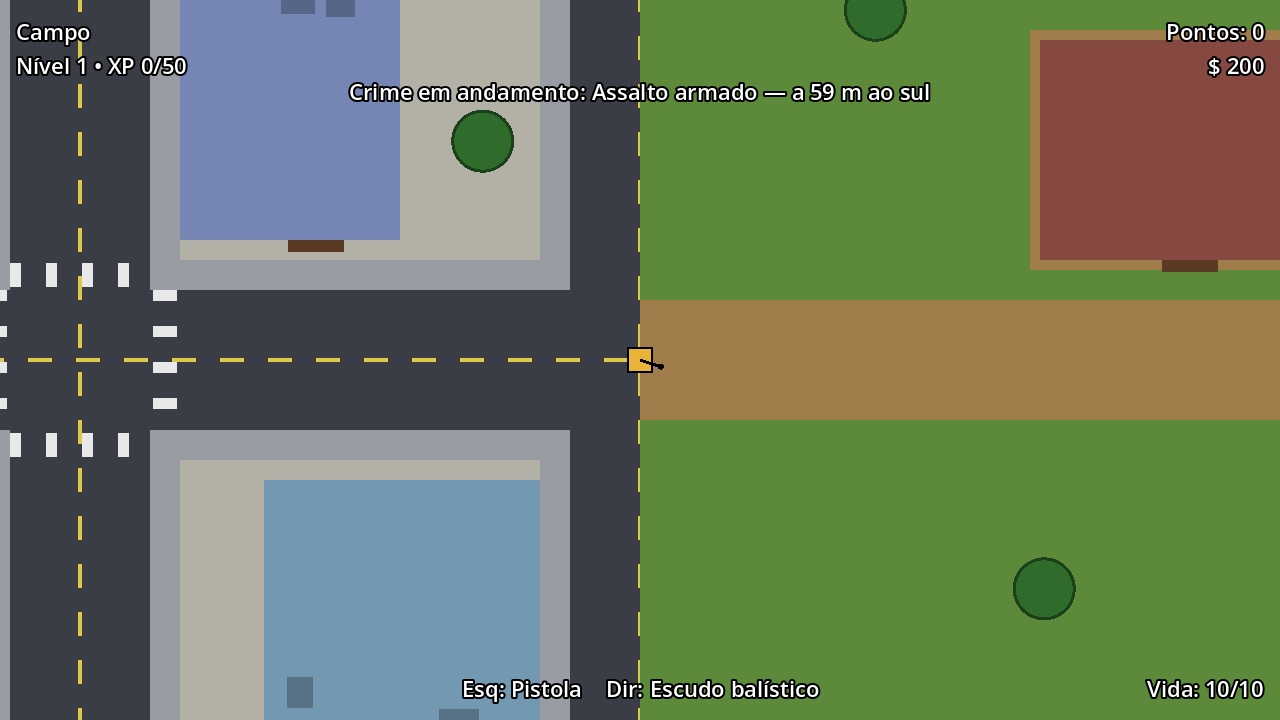 Campo
Nível 1 • XP 0/50
Pontos: 0
$ 200
Crime em andamento: Assalto armado — a 59 m ao sul
Esq: Pistola Dir: Escudo balístico
Vida: 10/10